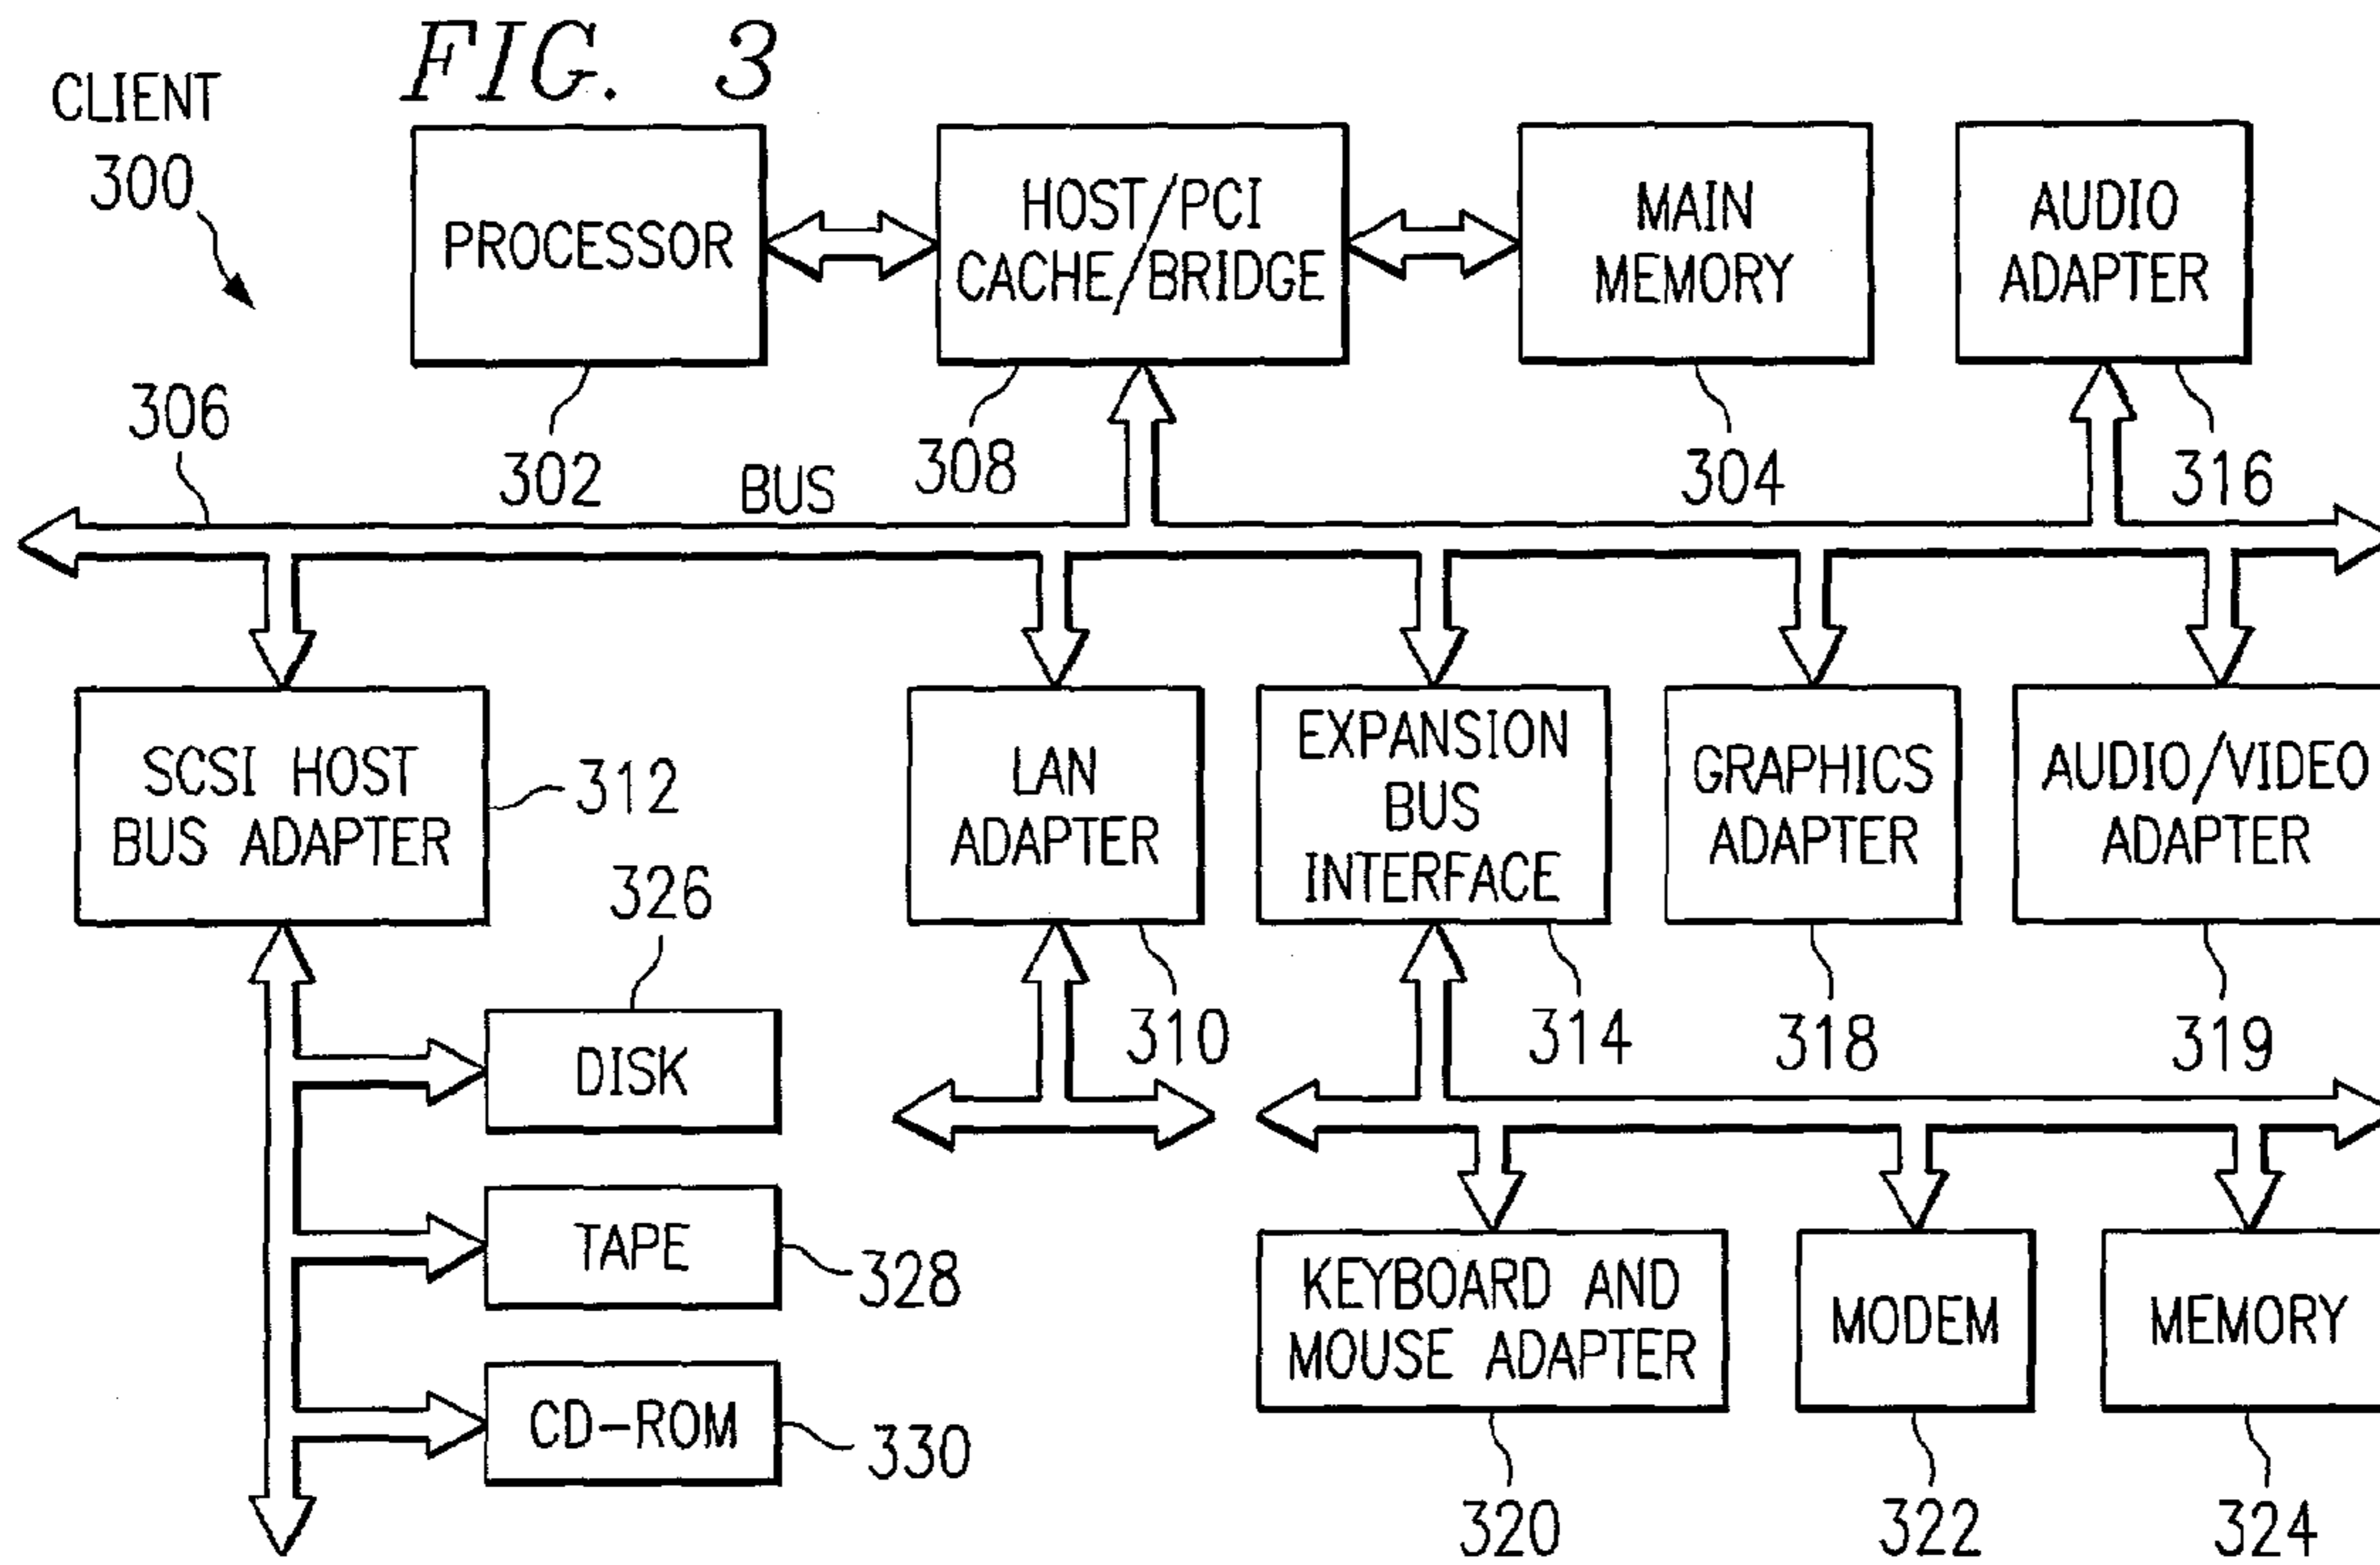 FIG. 3
CLIENT
300
PROCESSOR
HOST/PCI
CACHE/BRIDGE
MAIN
MEMORY
AUDIO
ADAPTER
306
302
BUS
308
304
316
SCSI HOST
BUS ADAPTER
312
LAN
ADAPTER
EXPANSION
BUS
INTERFACE
GRAPHICS
ADAPTER
AUDIO/VIDEO
ADAPTER
326
310
314
318
319
DISK
TAPE
328
CD-ROM
330
KEYBOARD AND
MOUSE ADAPTER
MODEM
MEMORY
320
322
324